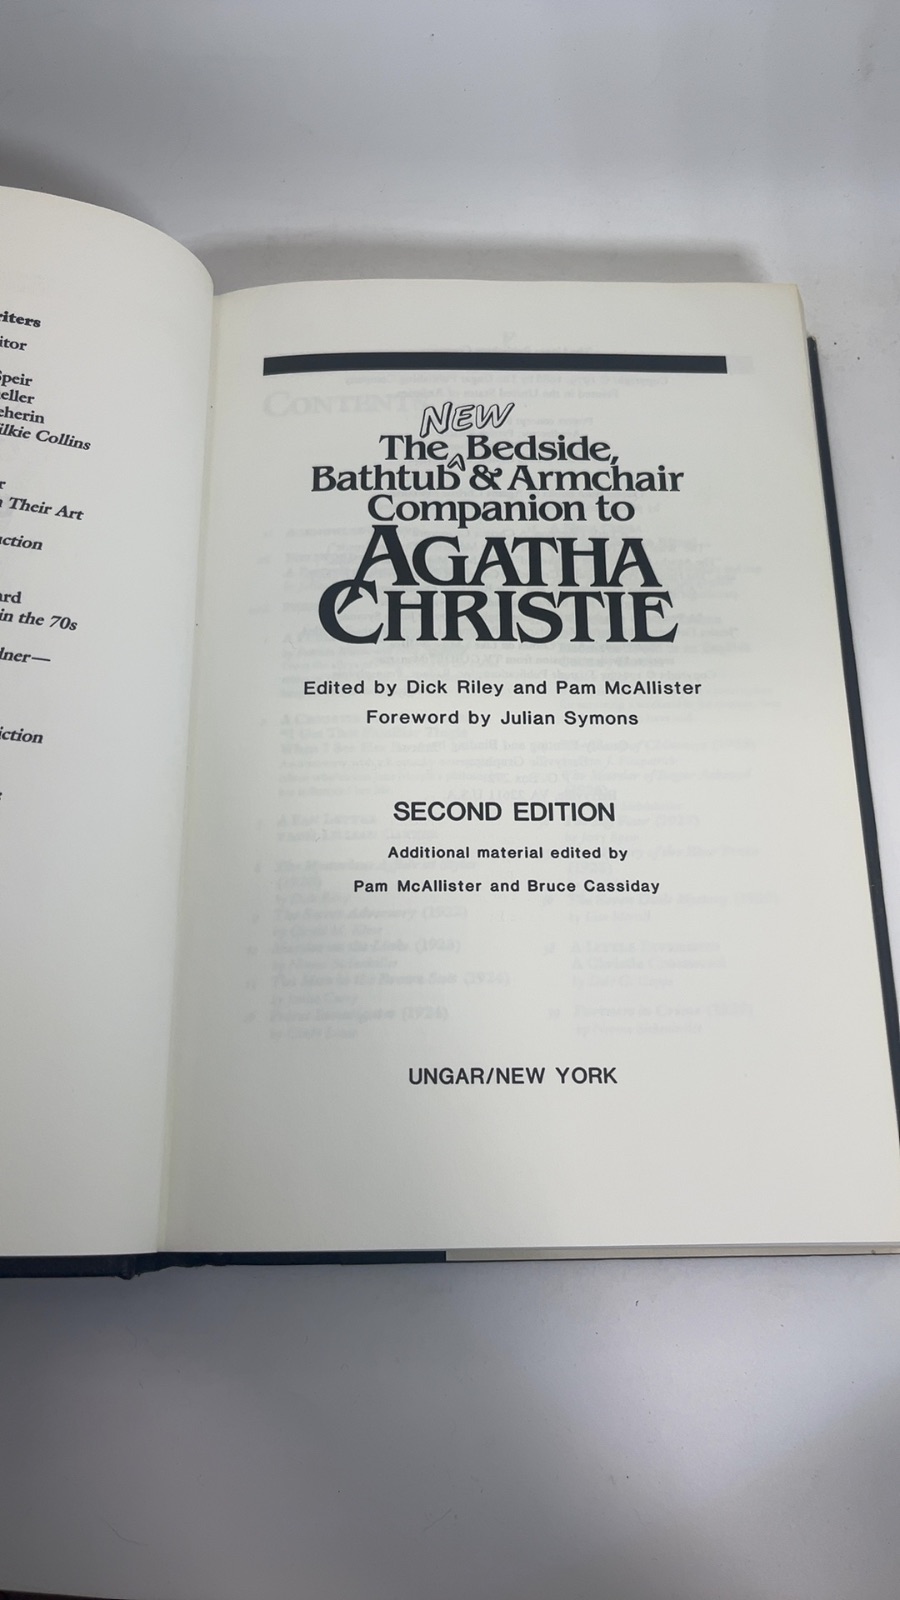 riters
itor
Speir
eller
eherin
ilkie Collins
r
n Their Art
uction
ard
in the 70s
dner—
iction
NEW
The Bedside,
Bathtub & Armchair
Companion to
AGATHA
CHRISTIE
Edited by Dick Riley and Pam McAllister
Foreword by Julian Symons
SECOND EDITION
Additional material edited by
Pam McAllister and Bruce Cassiday
UNGAR/NEW YORK